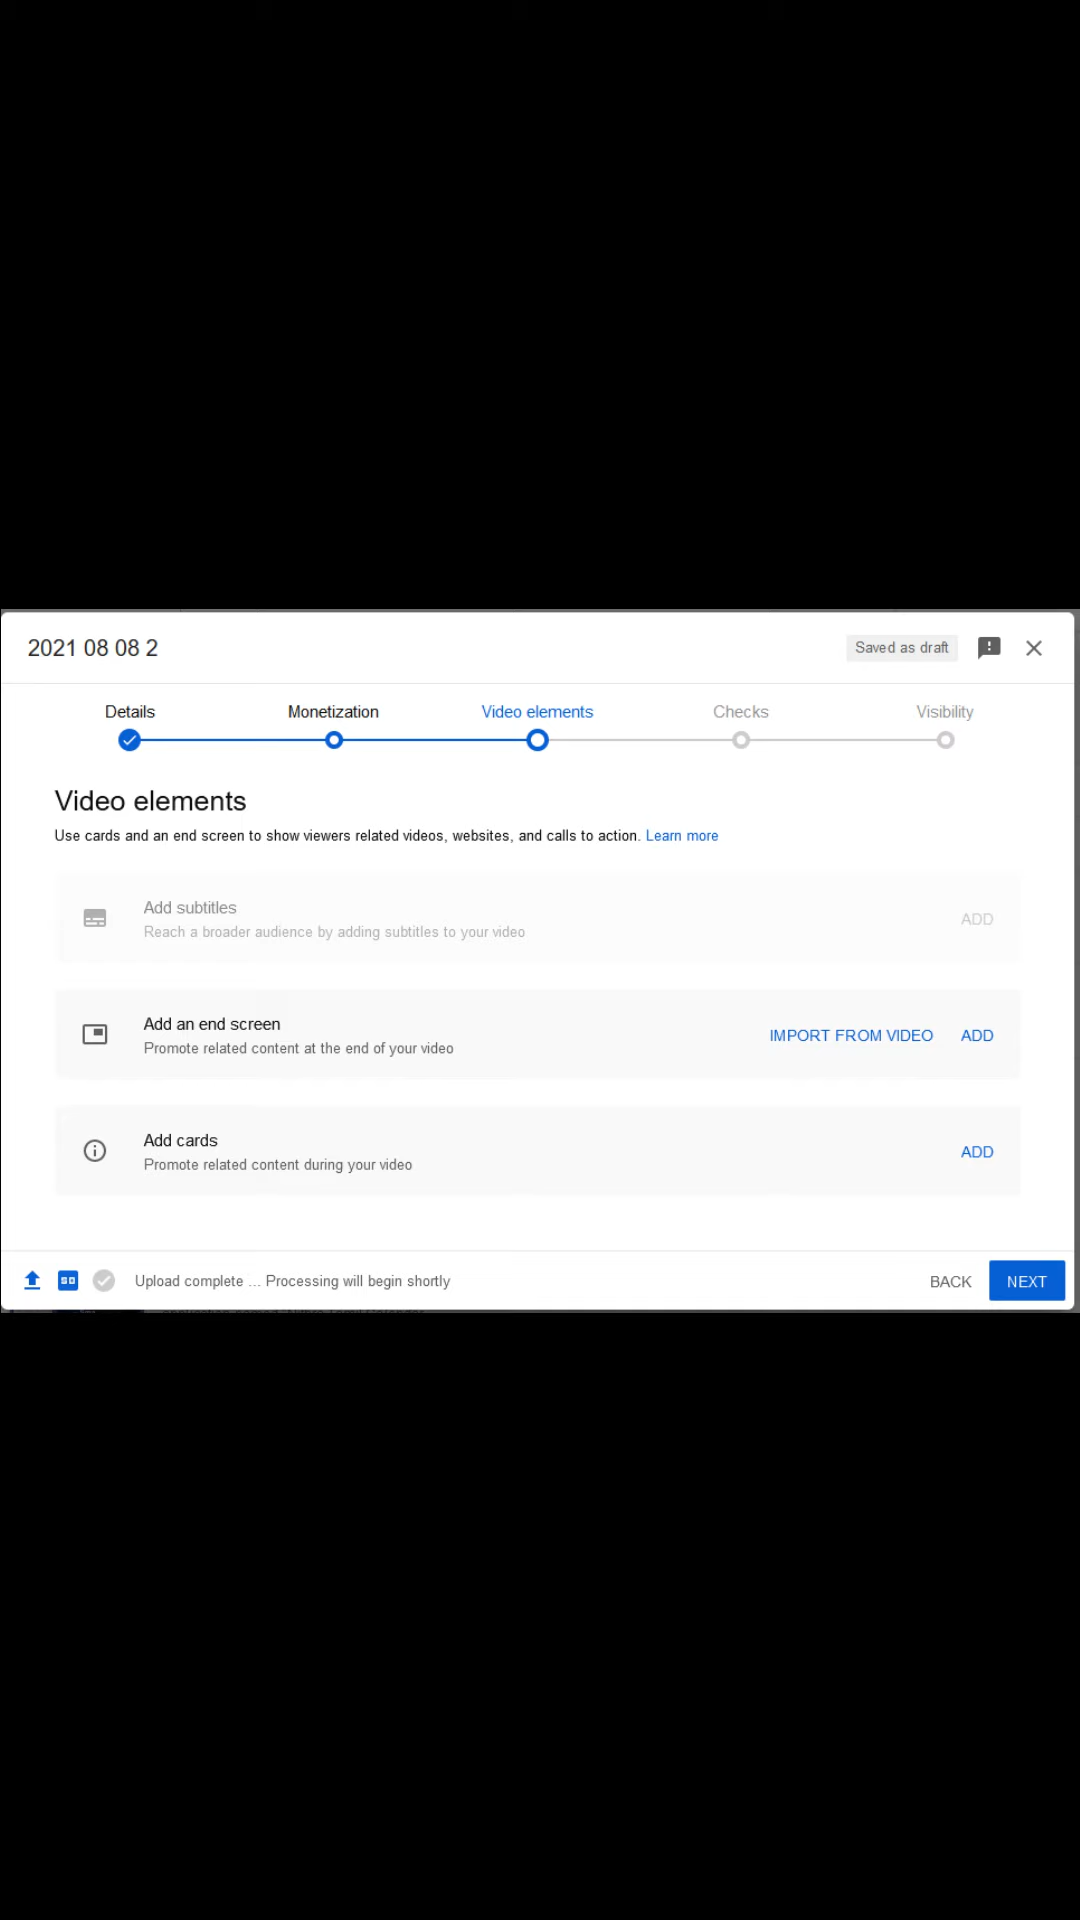 2021 08 08 2
Saved as draft
Details
Monetization
Video elements
Checks
Visibility
Video elements
Use cards and an end screen to show viewers related videos, websites, and calls to action. Learn more
Add subtitles
Reach a broader audience by adding subtitles to your video
ADD
Add an end screen
Promote related content at the end of your video
IMPORT FROM VIDEO
ADD
Add cards
Promote related content during your video
ADD
Upload complete ... Processing will begin shortly
BACK
NEXT